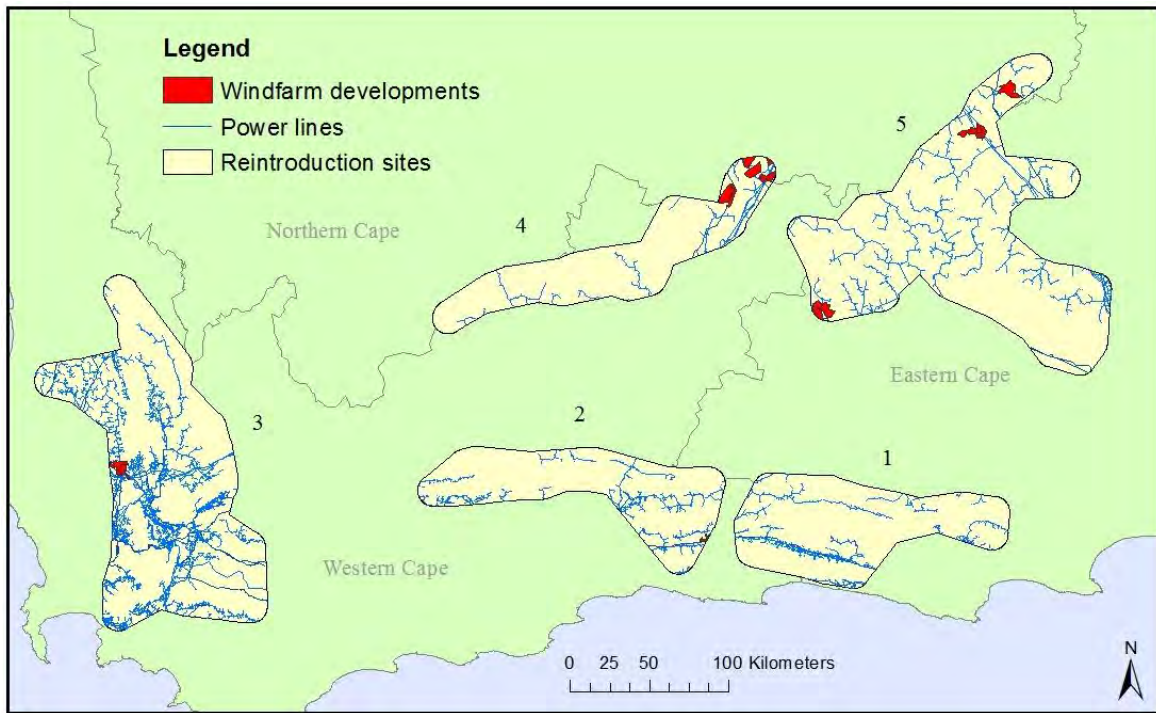 Legend
Windfarm developments
Power lines
Reintroduction sites
5
4
Northern Cape
3
2
Eastern Cape
1
Western Cape
0 25 50 100 Kilometers
N